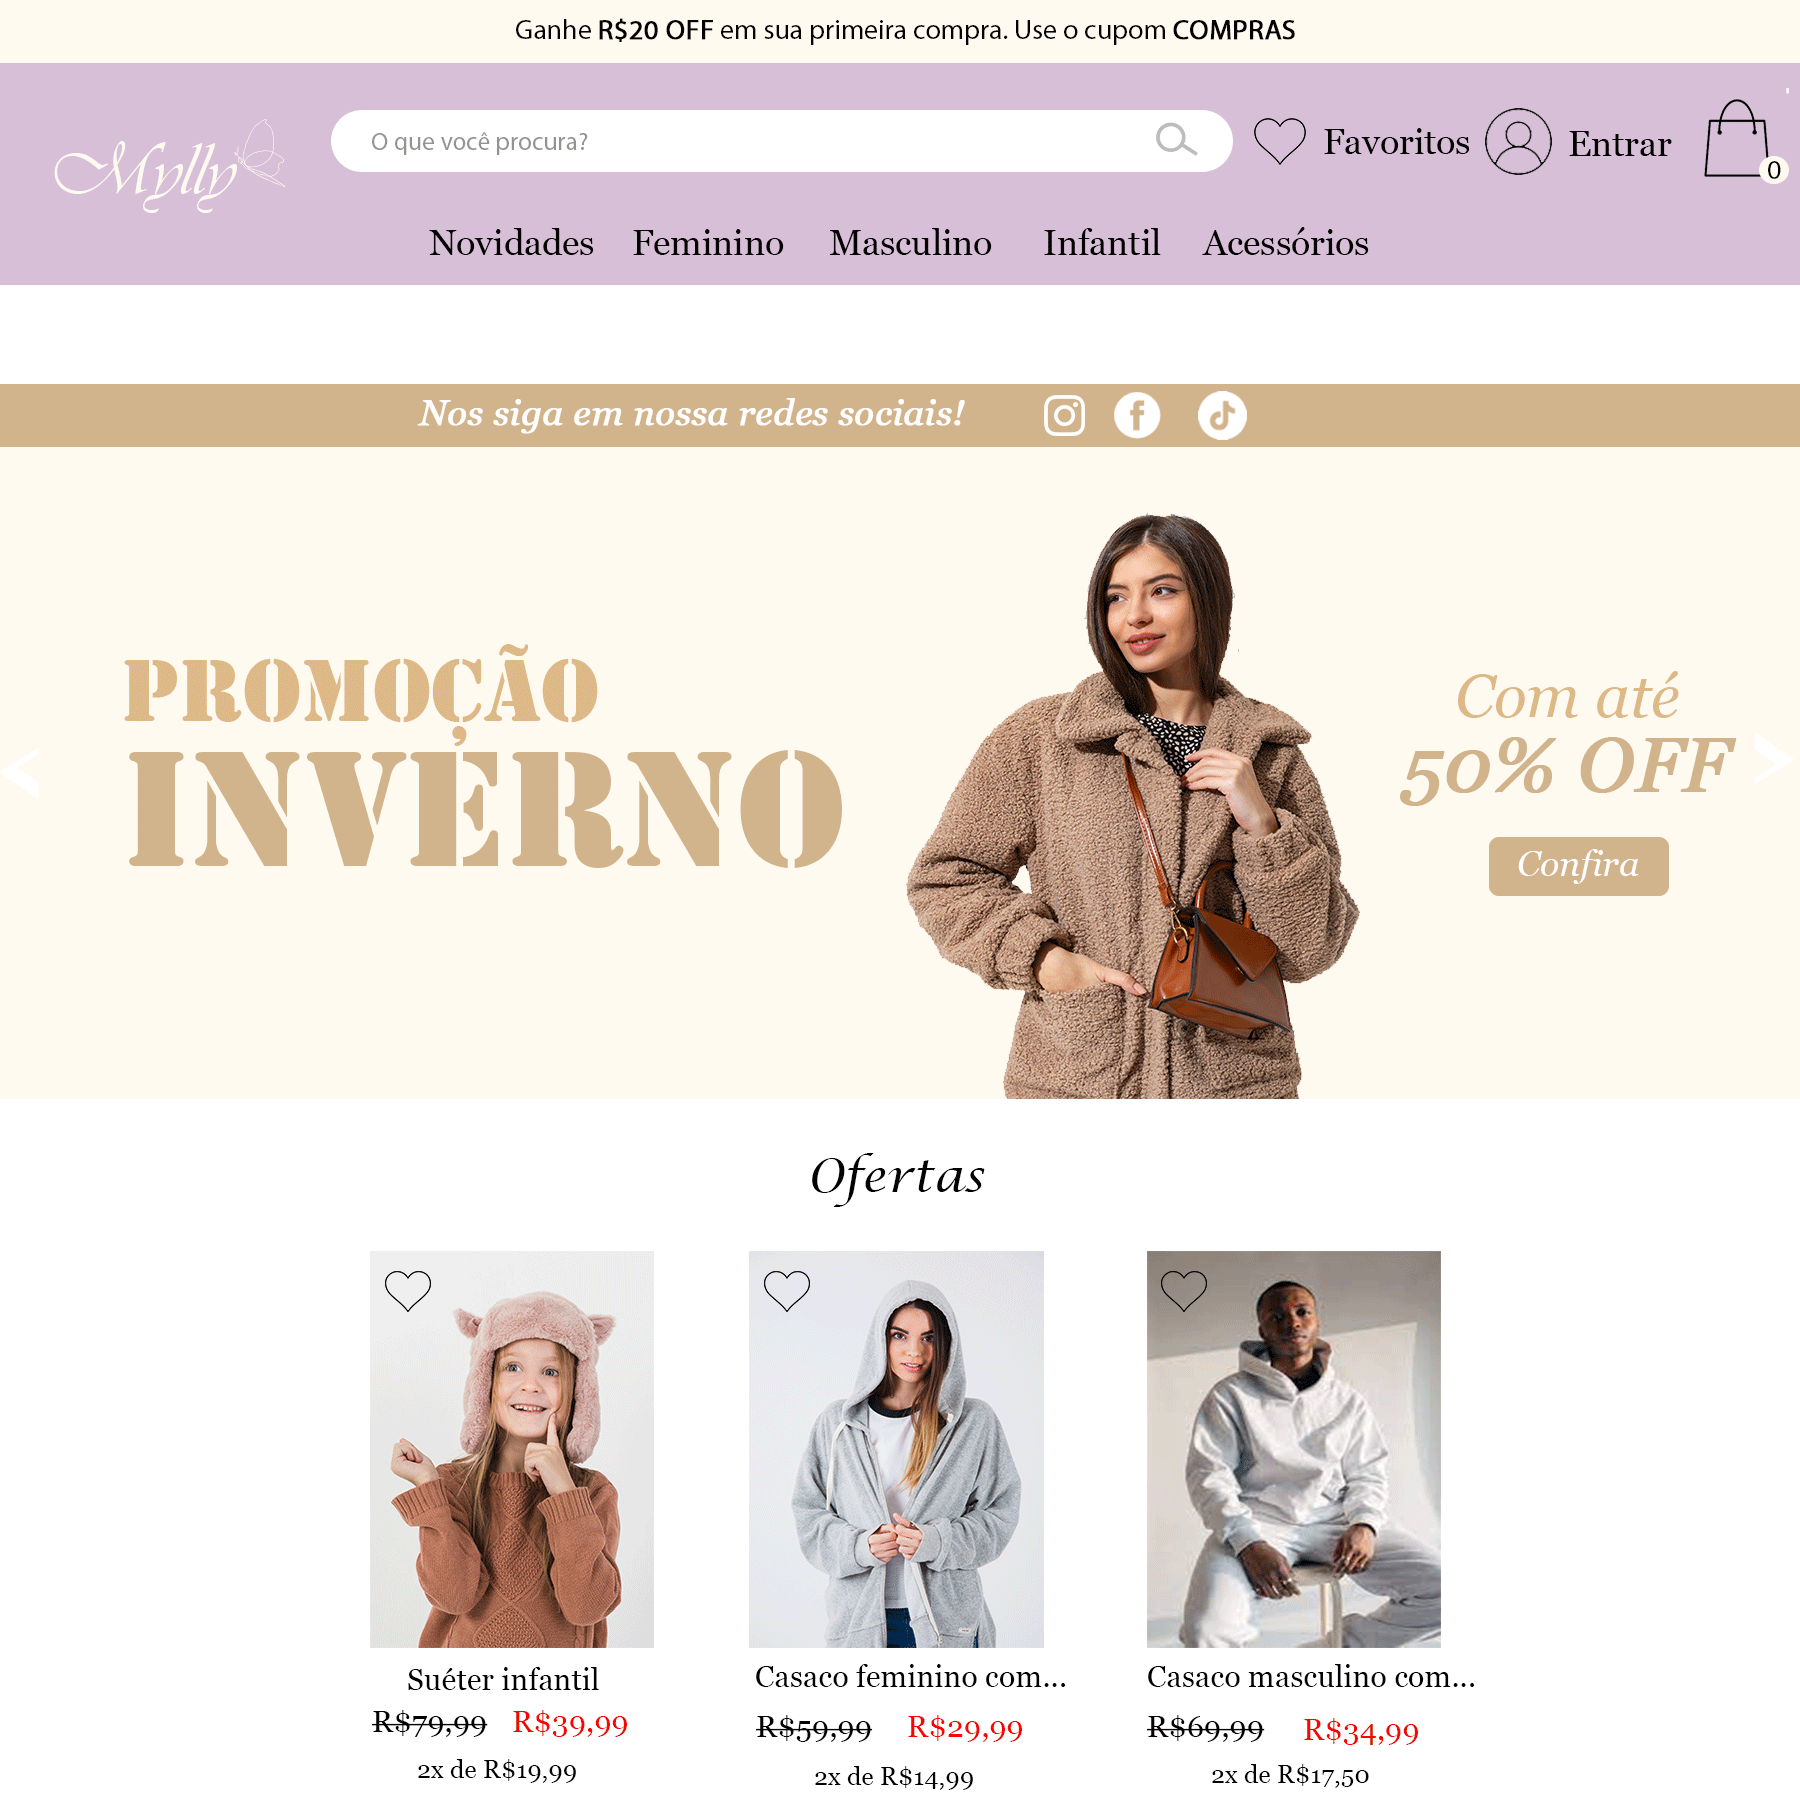 Ganhe R$20 OFF em sua primeira compra. Use o cupom COMPRAS
Mylly
O que você procura?
Favoritos
Entrar
0
Novidades Feminino Masculino Infantil Acessórios
Nos siga em nossa redes sociais!
PROMOÇÃO
INVERNO
Com até
50% OFF
Confira
Ofertas
Suéter infantil
R$79,99 R$39,99
2x de R$19,99
Casaco feminino com...
R$59,99 R$29,99
2x de R$14,99
Casaco masculino com...
R$69,99 R$34,99
2x de R$17,50